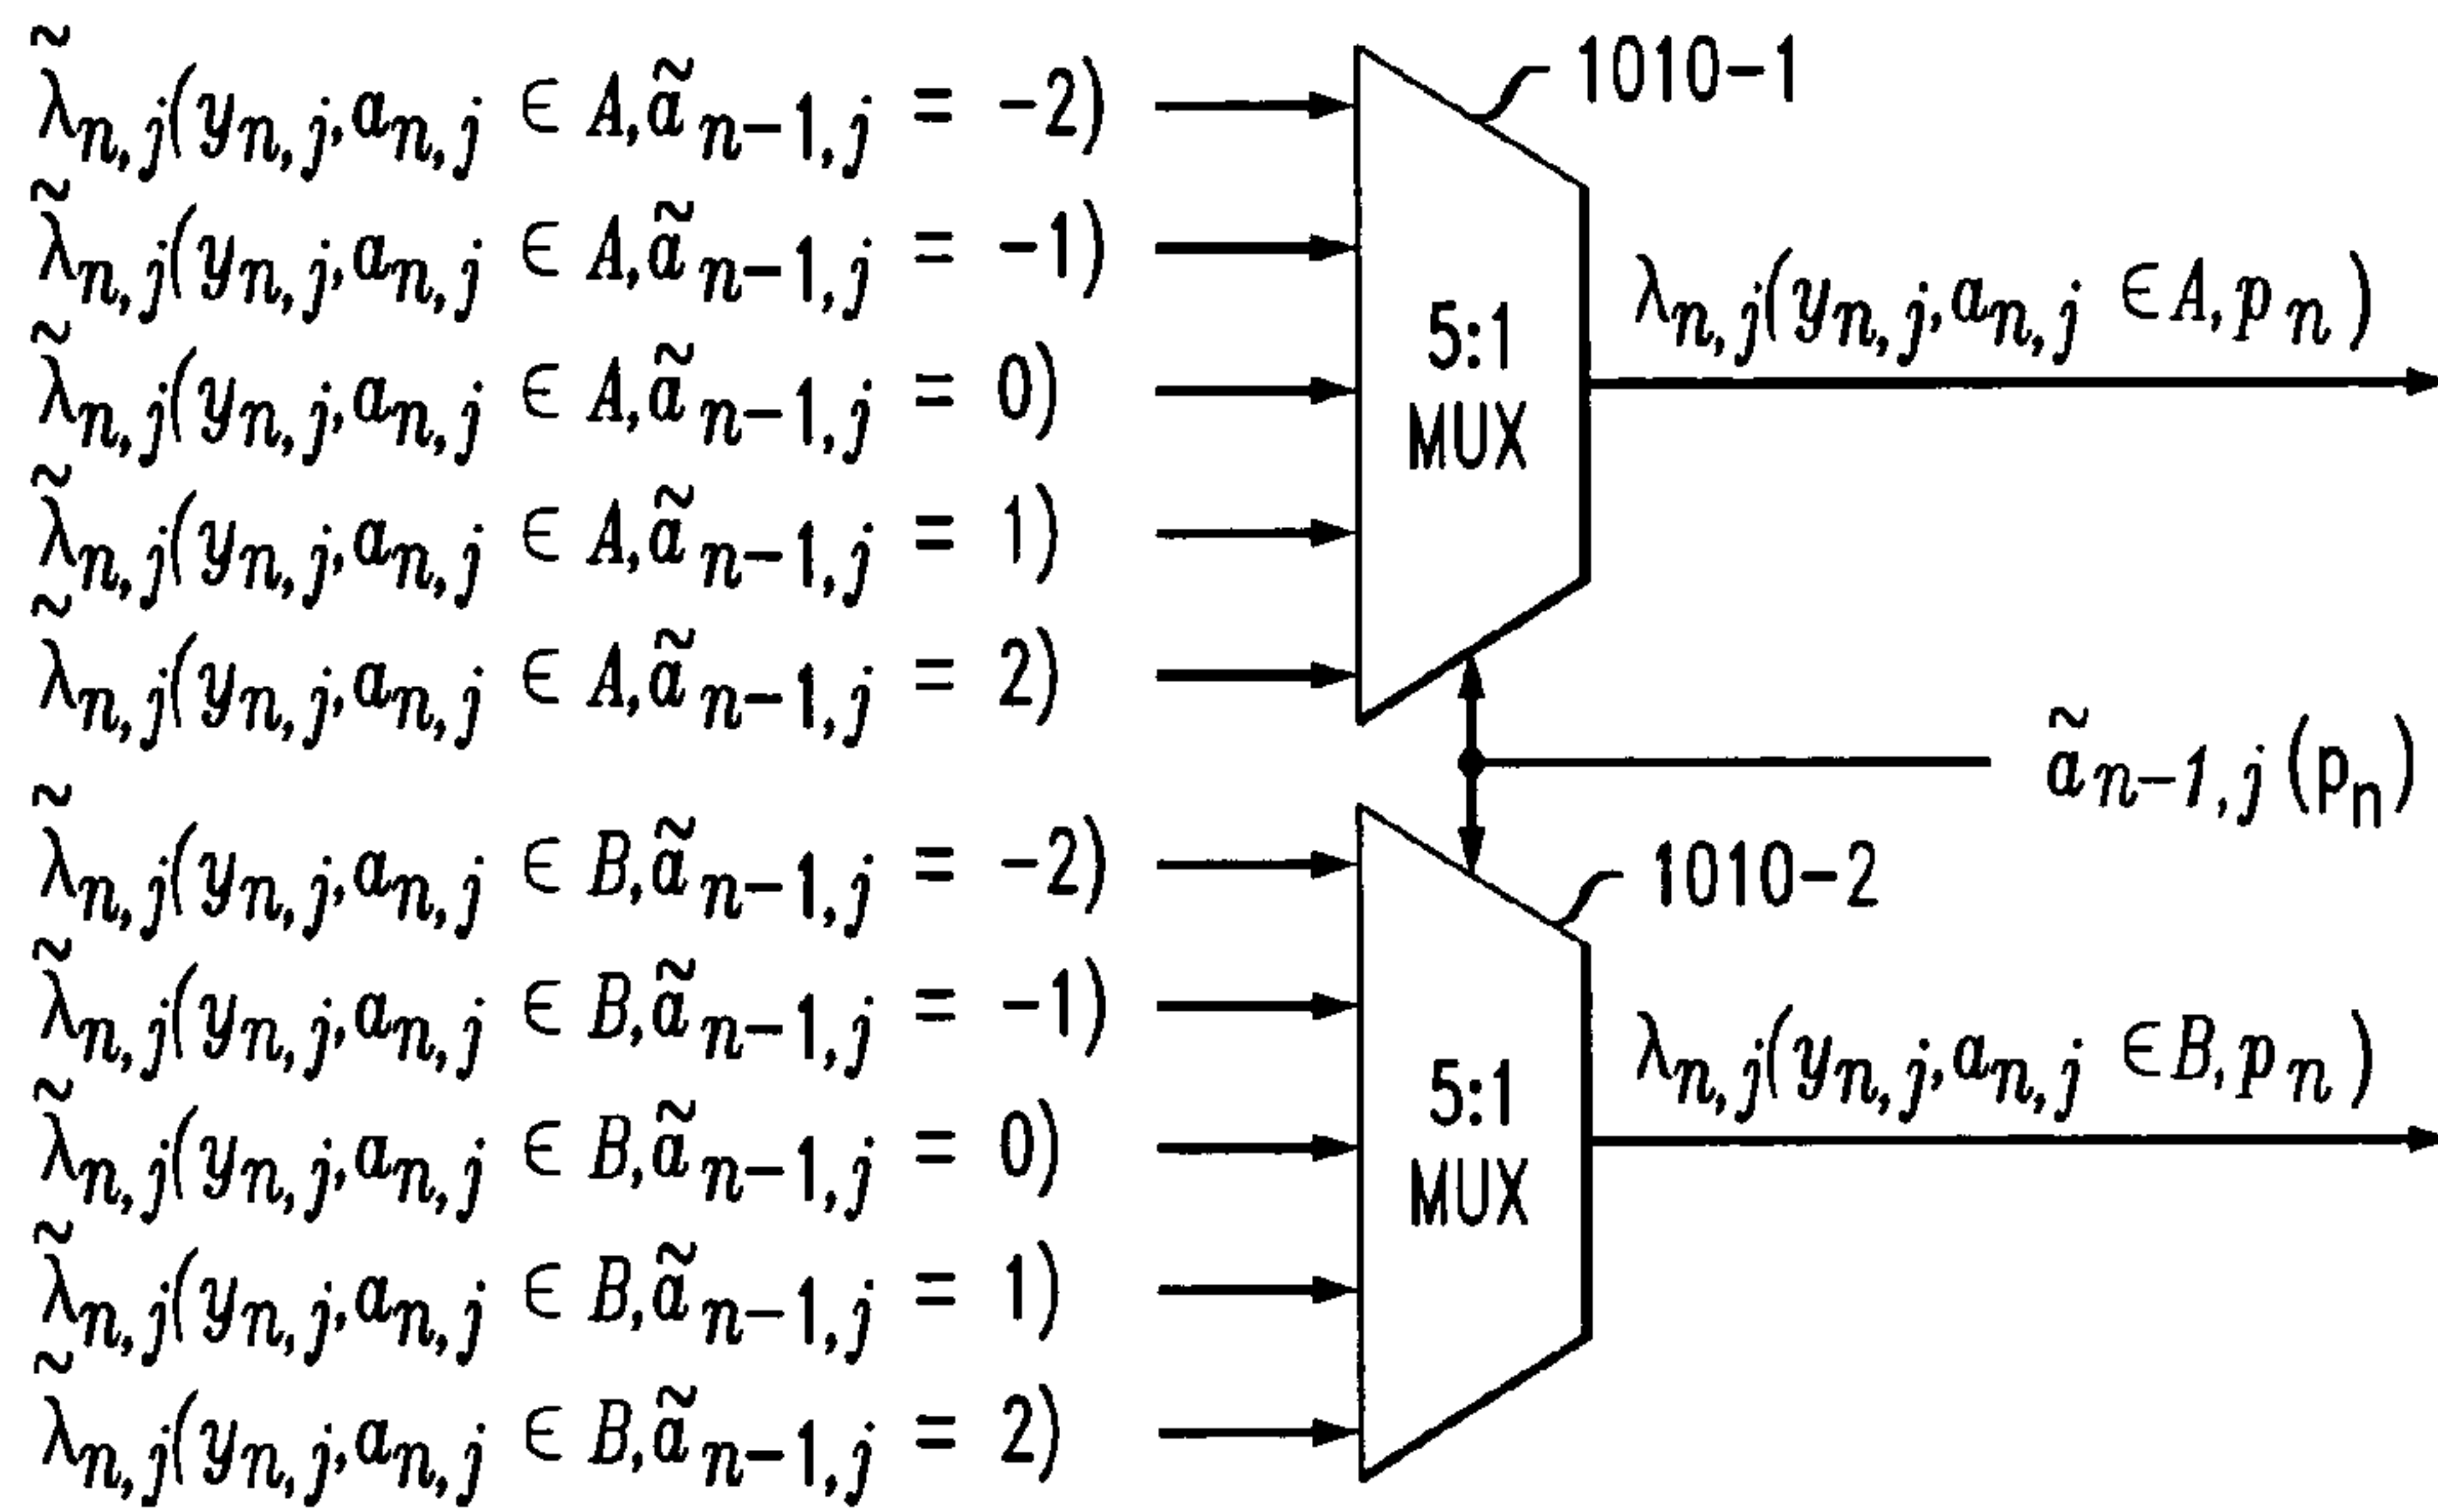 λ̃n,j(yn,j,an,j ∈ A,ãn−1,j = −2)
λ̃n,j(yn,j,an,j ∈ A,ãn−1,j = −1)
λ̃n,j(yn,j,an,j ∈ A,ãn−1,j = 0)
λ̃n,j(yn,j,an,j ∈ A,ãn−1,j = 1)
λ̃n,j(yn,j,an,j ∈ A,ãn−1,j = 2)
1010−1
5:1
MUX
λn,j(yn,j,an,j ∈A,pn)
ãn−1,j(pn)
λ̃n,j(yn,j,an,j ∈ B,ãn−1,j = −2)
λ̃n,j(yn,j,an,j ∈ B,ãn−1,j = −1)
λ̃n,j(yn,j,an,j ∈ B,ãn−1,j = 0)
λ̃n,j(yn,j,an,j ∈ B,ãn−1,j = 1)
λ̃n,j(yn,j,an,j ∈ B,ãn−1,j = 2)
1010−2
5:1
MUX
λn,j(yn,j,an,j ∈B,pn)